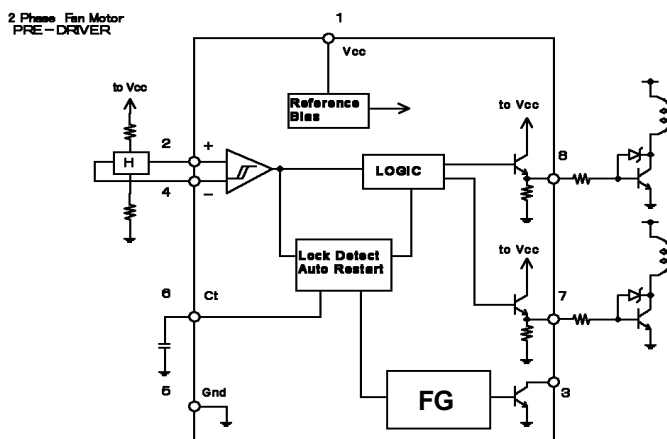 2 Phase Fan Motor
PRE-DRIVER
1
Vcc
to Vcc
Reference
Bias
to Vcc
2
+
8
H
LOGIC
4
−
to Vcc
Lock Detect
Auto Restart
6
Ct
7
5
Gnd
FG
3